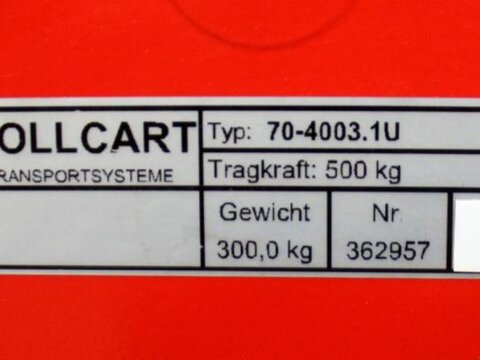 OLLCART
RANSPORTSYSTEME
Typ: 70-4003.1U
Tragkraft: 500 kg
Gewicht
300,0 kg
Nr
362957